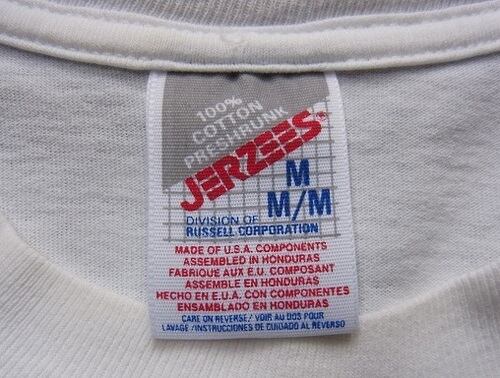 100%
COTTON
PRESHRUNK
JERZEES
M
M/M
DIVISION OF
RUSSELL CORPORATION
MADE OF U.S.A. COMPONENTS
ASSEMBLED IN HONDURAS
FABRIQUE AUX E.U. COMPOSANT
ASSEMBLE EN HONDURAS
HECHO EN E.U.A. CON COMPONENTES
ENSAMBLADO EN HONDURAS
CARE ON REVERSE/VOIR AU DOS POUR
LAVAGE/INSTRUCCIONES DE CUIDADO AL REVERSO